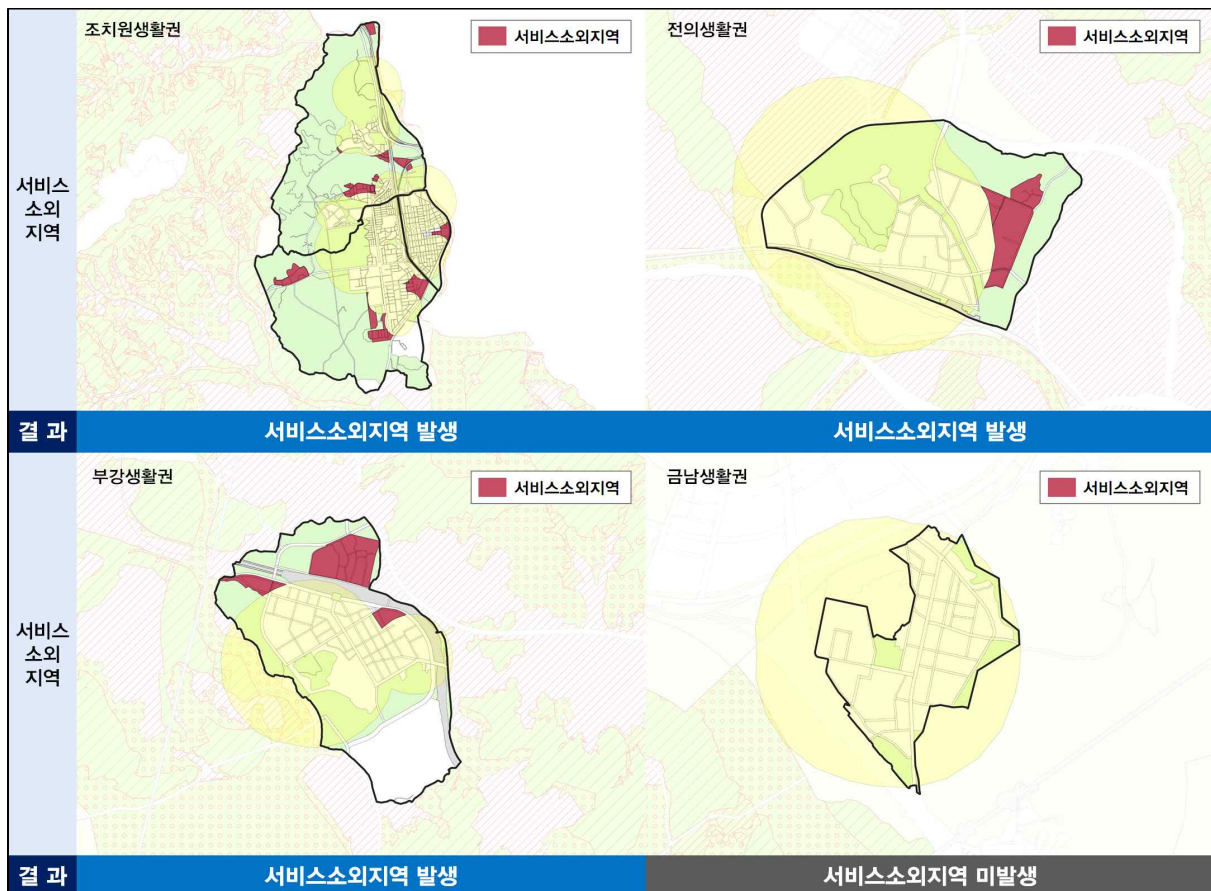 조치원생활권
서비스소외지역
전의생활권
서비스소외지역
서비스
소외
지역
결 과
서비스소외지역 발생
서비스소외지역 발생
부강생활권
서비스소외지역
금남생활권
서비스소외지역
서비스
소외
지역
결 과
서비스소외지역 발생
서비스소외지역 미발생